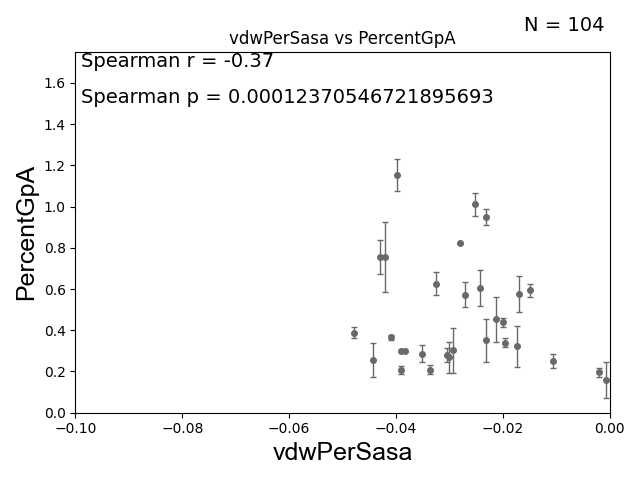 N = 104
vdwPerSasa vs PercentGpA
Spearman r = -0.37
Spearman p = 0.00012370546721895693
1.6
1.4
1.2
1.0
0.8
0.6
0.4
0.2
0.0
PercentGpA
−0.10 −0.08 −0.06 −0.04 −0.02 0.00
vdwPerSasa